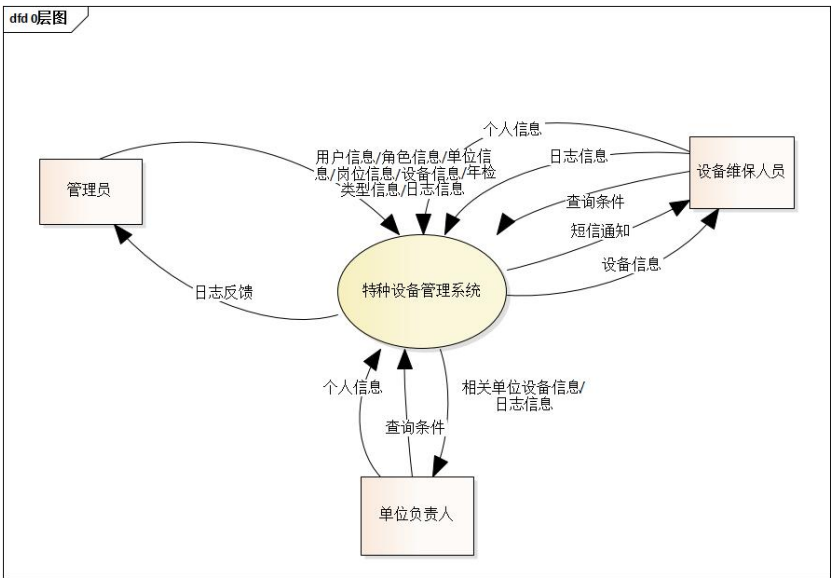 dfd 0层图
个人信息
用户信息/角色信息/单位信
息/岗位信息/设备信息/年检
类型信息/日志信息
日志信息
设备维保人员
管理员
查询条件
短信通知
设备信息
特种设备管理系统
日志反馈
个人信息
相关单位设备信息/
日志信息
查询条件
单位负责人